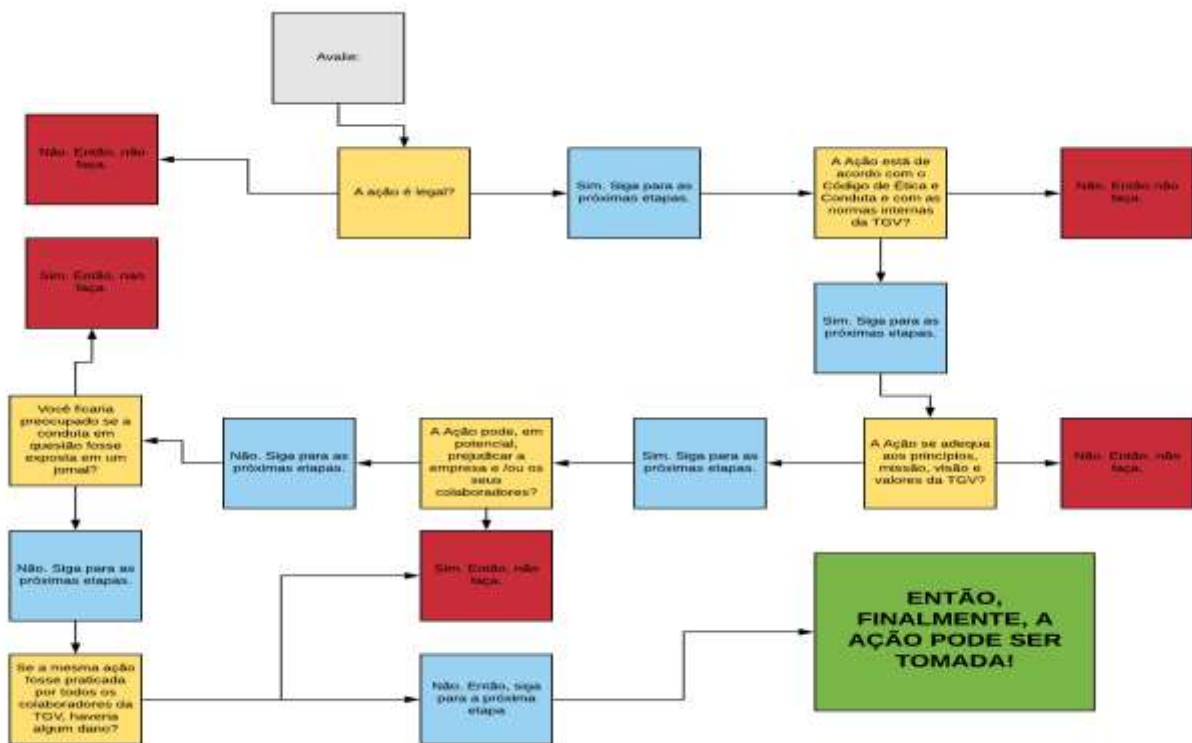 Avalie:
Não. Então, não
faça.
A ação é legal?
Sim. Siga para as
próximas etapas.
A Ação está de
acordo com o
Código de Ética e
Conduta e com as
normas internas
da TGV?
Não. Então não
faça.
Sim. Então, não
faça.
Sim. Siga para as
próximas etapas.
Você ficaria
preocupado se a
conduta em
questão fosse
exposta em um
jornal?
Não. Siga para as
próximas etapas.
A Ação pode, em
potencial,
prejudicar a
empresa e /ou os
seus
colaboradores?
Sim. Siga para as
próximas etapas.
A Ação se adequa
aos princípios,
missão, visão e
valores da TGV?
Não. Então, não
faça.
Não. Siga para as
próximas etapas.
Sim. Então, não
faça.
ENTÃO,
FINALMENTE, A
AÇÃO PODE SER
TOMADA!
Se a mesma ação
fosse praticada
por todos os
colaboradores da
TGV, haveria
algum dano?
Não. Então, siga
para a próxima
etapa